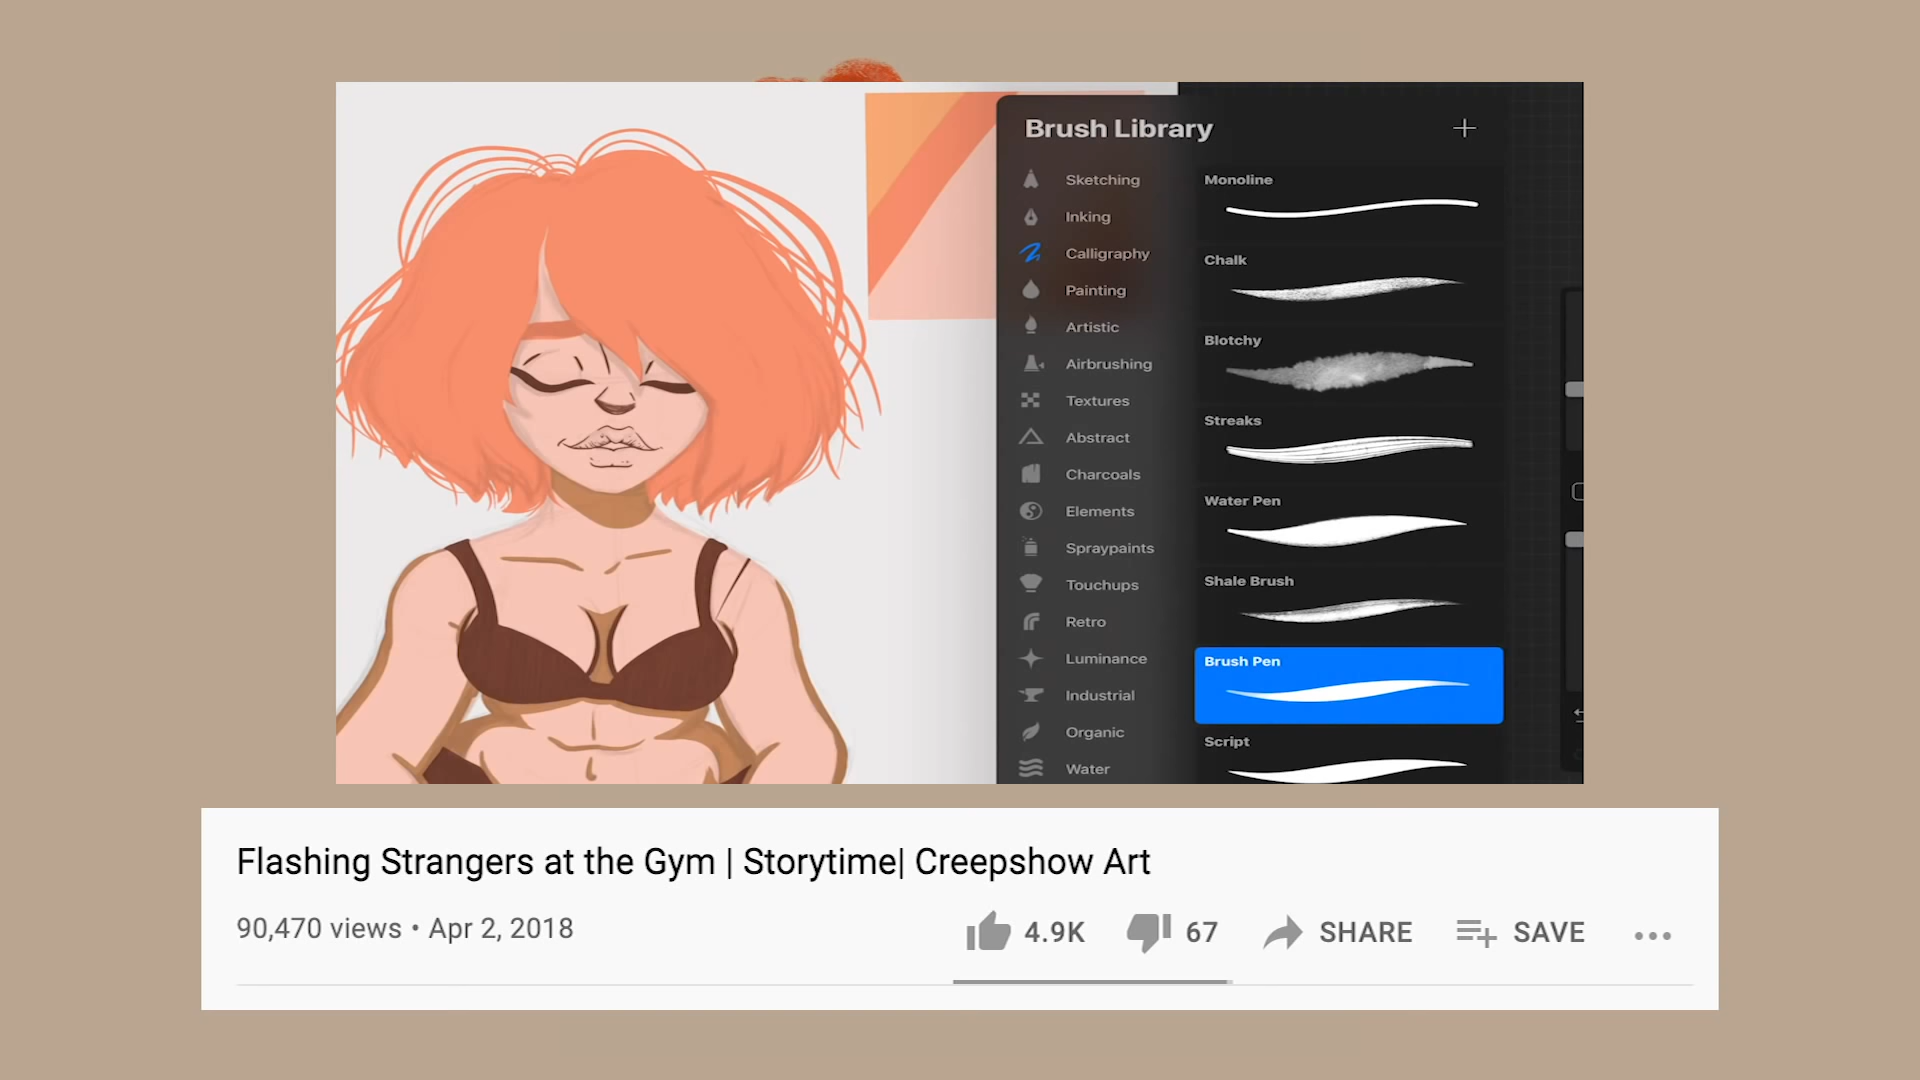 Brush Library
Sketching
Inking
Calligraphy
Painting
Artistic
Airbrushing
Textures
Abstract
Charcoals
Elements
Spraypaints
Touchups
Retro
Luminance
Industrial
Organic
Water
Monoline
Chalk
Blotchy
Streaks
Water Pen
Shale Brush
Brush Pen
Script
Flashing Strangers at the Gym | Storytime| Creepshow Art
90,470 views • Apr 2, 2018
4.9K 67 SHARE SAVE